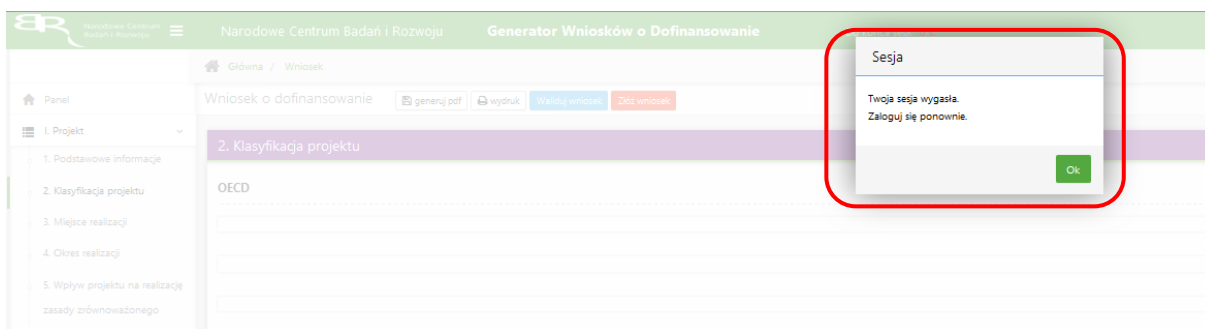 Narodowe Centrum
Badań i Rozwoju
Narodowe Centrum Badań i Rozwoju
Generator Wniosków o Dofinansowanie
Główna / Wniosek
Panel
Wniosek o dofinansowanie
generuj pdf
wydruk
Waliduj wniosek
Złóż wniosek
I. Projekt
1. Podstawowe informacje
2. Klasyfikacja projektu
3. Miejsce realizacji
4. Okres realizacji
5. Wpływ projektu na realizację
zasady zrównoważonego
2. Klasyfikacja projektu
OECD
Sesja
Twoja sesja wygasła.
Zaloguj się ponownie.
Ok